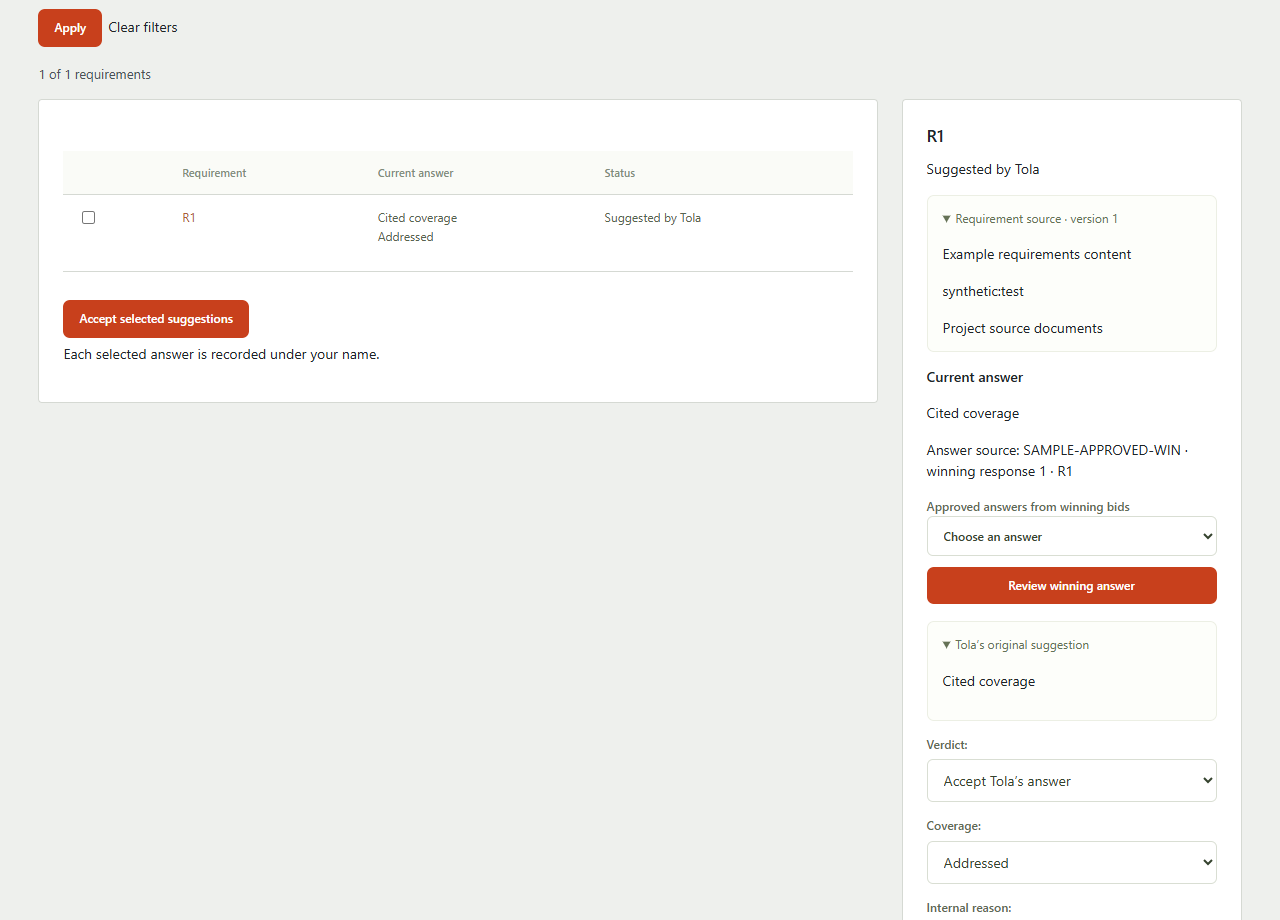 Apply Clear filters
1 of 1 requirements
Requirement Current answer Status
R1 Cited coverage Suggested by Tola
Addressed
Accept selected suggestions
Each selected answer is recorded under your name.
R1
Suggested by Tola
▼ Requirement source · version 1
Example requirements content
synthetic:test
Project source documents
Current answer
Cited coverage
Answer source: SAMPLE-APPROVED-WIN ·
winning response 1 · R1
Approved answers from winning bids
Choose an answer
Review winning answer
▼ Tola’s original suggestion
Cited coverage
Verdict:
Accept Tola’s answer
Coverage:
Addressed
Internal reason: